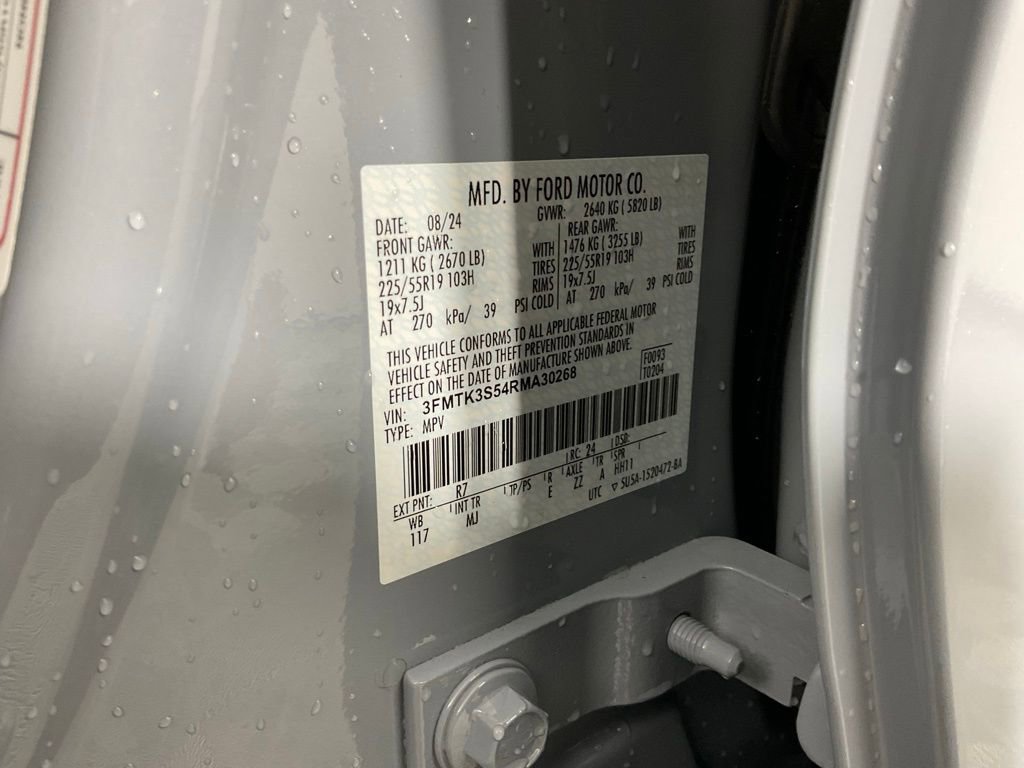 MFD. BY FORD MOTOR CO.
DATE: 08/24 GVWR: 2640 KG ( 5820 LB)
FRONT GAWR: REAR GAWR:
1211 KG ( 2670 LB) WITH 1476 KG ( 3255 LB) WITH
225/55R19 103H TIRES 225/55R19 103H TIRES
19x7.5J RIMS 19x7.5J RIMS
AT 270 kPa/ 39 PSI COLD AT 270 kPa/ 39 PSI COLD
THIS VEHICLE CONFORMS TO ALL APPLICABLE FEDERAL MOTOR
VEHICLE SAFETY AND THEFT PREVENTION STANDARDS IN
EFFECT ON THE DATE OF MANUFACTURE SHOWN ABOVE.
F0093
T0204
VIN: 3FMTK3S54RMA30268
TYPE: MPV
EXT PNT: R7 RC: 24 DSO:
WB INT TR TP/PS R AXLE TR SPR
117 MJ E ZZ A HH11
UTC SU5A-1520472-BA